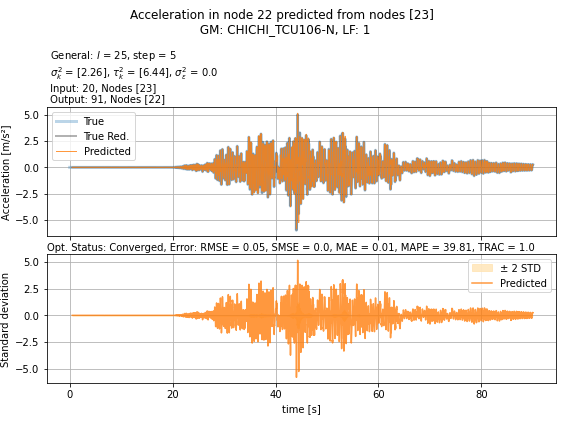 Acceleration in node 22 predicted from nodes [23]
GM: CHICHI_TCU106-N, LF: 1
General: l = 25, step = 5
σ²ₖ = [2.26], τ²ₖ = [6.44], σ²ε = 0.0
Input: 20, Nodes [23]
Output: 91, Nodes [22]
Acceleration [m/s²]
5.0
2.5
0.0
−2.5
−5.0
True
True Red.
Predicted
Opt. Status: Converged, Error: RMSE = 0.05, SMSE = 0.0, MAE = 0.01, MAPE = 39.81, TRAC = 1.0
Standard deviation
5.0
2.5
0.0
−2.5
−5.0
± 2 STD
Predicted
0
20
40
60
80
time [s]